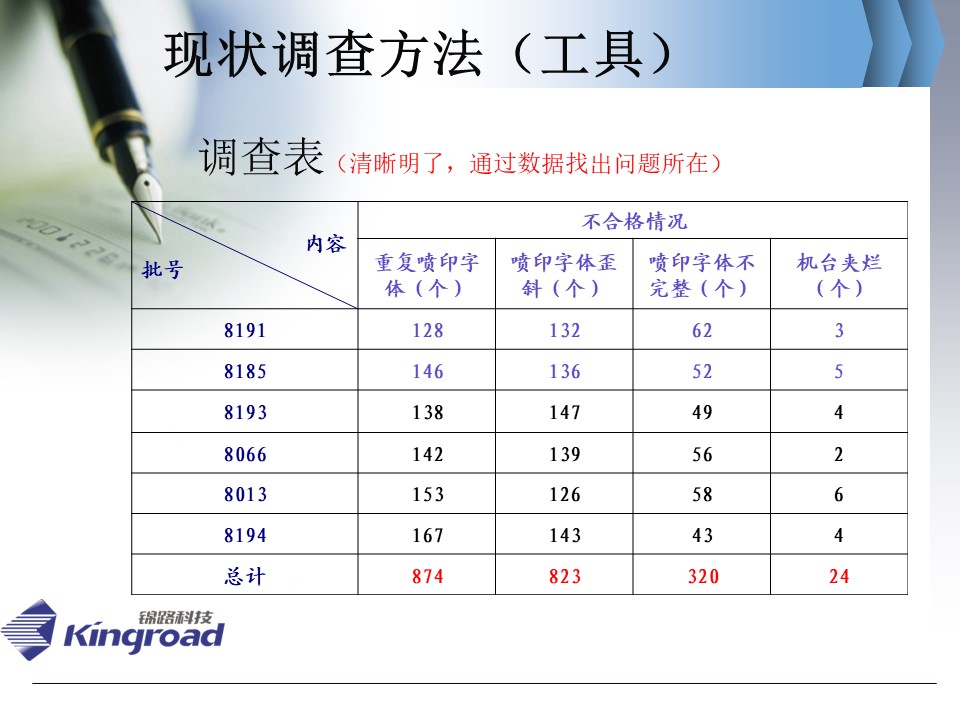 现状调查方法（工具）
调查表（清晰明了，通过数据找出问题所在）
内容
批号
不合格情况
重复喷印字体（个） 喷印字体歪斜（个） 喷印字体不完整（个） 机台夹烂（个）
8191 128 132 62 3
8185 146 136 52 5
8193 138 147 49 4
8066 142 139 56 2
8013 153 126 58 6
8194 167 143 43 4
总计 874 823 320 24
锦路科技
Kingroad